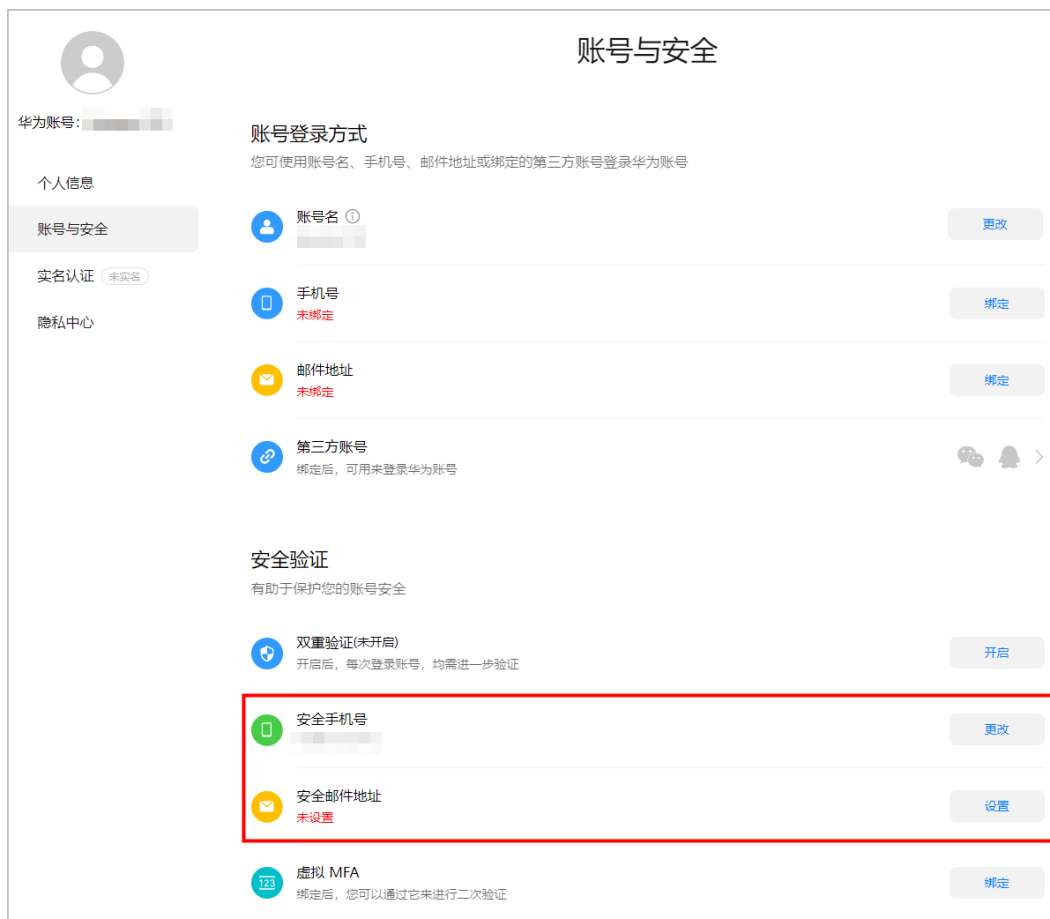 账号与安全
华为账号:
个人信息
账号与安全
实名认证 未实名
隐私中心
账号登录方式
您可使用账号名、手机号、邮件地址或绑定的第三方账号登录华为账号
账号名
更改
手机号
未绑定
绑定
邮件地址
未绑定
绑定
第三方账号
绑定后，可用来登录华为账号
安全验证
有助于保护您的账号安全
双重验证(未开启)
开启后，每次登录账号，均需进一步验证
开启
安全手机号
更改
安全邮件地址
未设置
设置
虚拟 MFA
123
绑定后，您可以通过它来进行二次验证
绑定